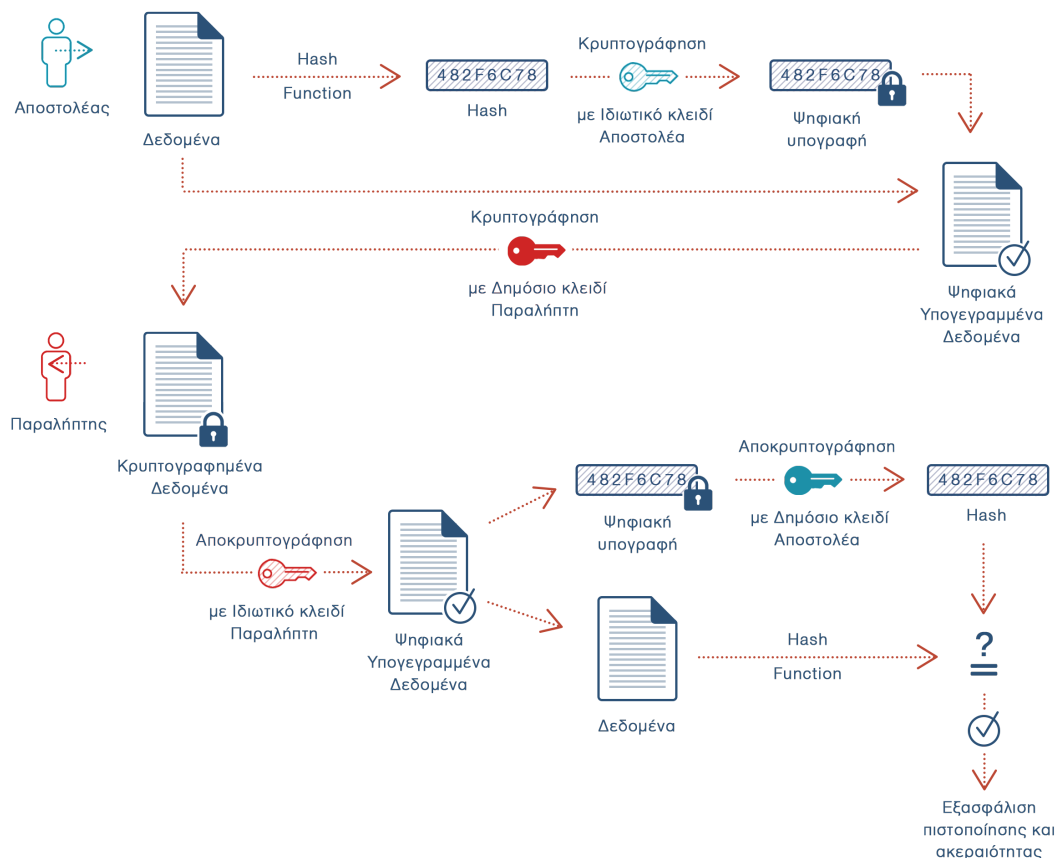 Αποστολέας
Δεδομένα
Hash
Function
482F6C78
Hash
Κρυπτογράφηση
με Ιδιωτικό κλειδί
Αποστολέα
482F6C78
Ψηφιακή
υπογραφή
Κρυπτογράφηση
με Δημόσιο κλειδί
Παραλήπτη
Ψηφιακά
Υπογεγραμμένα
Δεδομένα
Παραλήπτης
Κρυπτογραφημένα
Δεδομένα
Αποκρυπτογράφηση
με Ιδιωτικό κλειδί
Παραλήπτη
Ψηφιακά
Υπογεγραμμένα
Δεδομένα
482F6C78
Ψηφιακή
υπογραφή
Αποκρυπτογράφηση
με Δημόσιο κλειδί
Αποστολέα
482F6C78
Hash
Δεδομένα
Hash
Function
?
=
Εξασφάλιση
πιστοποίησης και
ακεραιότητας